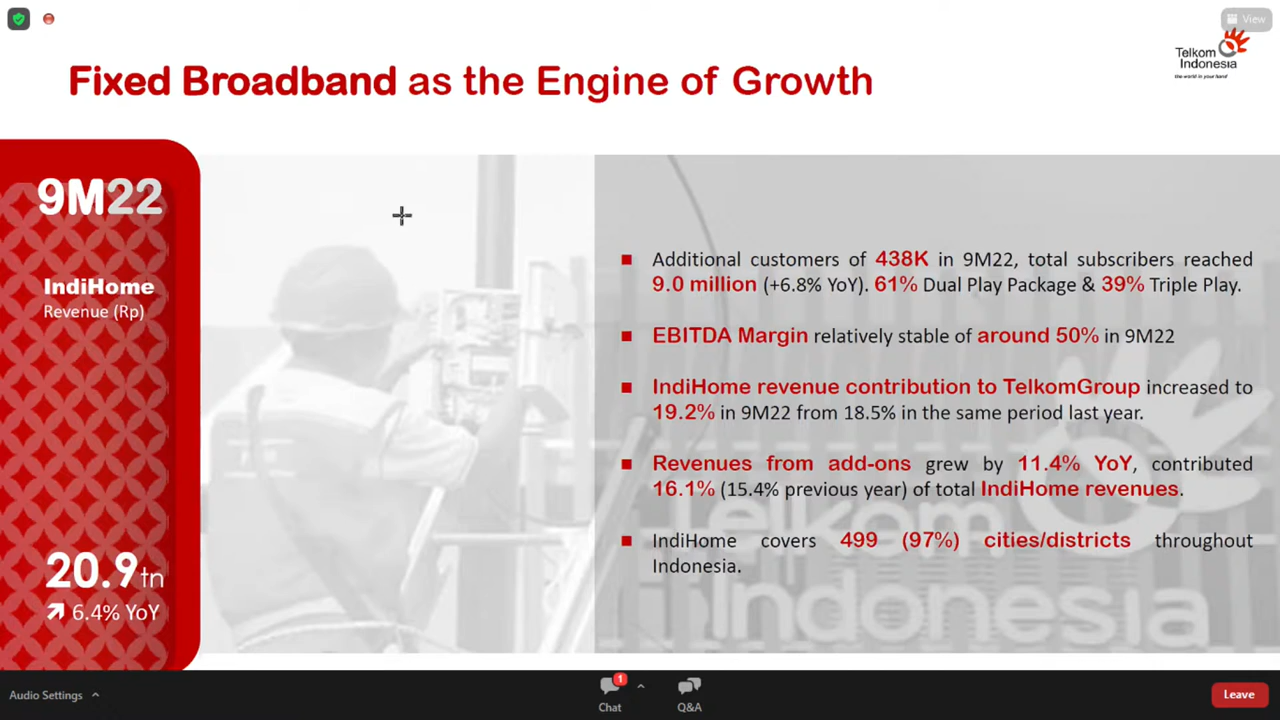 View
Telkom
Indonesia
the world in your hand
Fixed Broadband as the Engine of Growth
9M22
IndiHome
Revenue (Rp)
20.9tn
6.4% YoY
Additional customers of 438K in 9M22, total subscribers reached
9.0 million (+6.8% YoY). 61% Dual Play Package & 39% Triple Play.
EBITDA Margin relatively stable of around 50% in 9M22
IndiHome revenue contribution to TelkomGroup increased to
19.2% in 9M22 from 18.5% in the same period last year.
Revenues from add-ons grew by 11.4% YoY, contributed
16.1% (15.4% previous year) of total IndiHome revenues.
IndiHome covers 499 (97%) cities/districts throughout
Indonesia.
Telkom
Indonesia
Audio Settings
1
Chat
Q&A
Leave